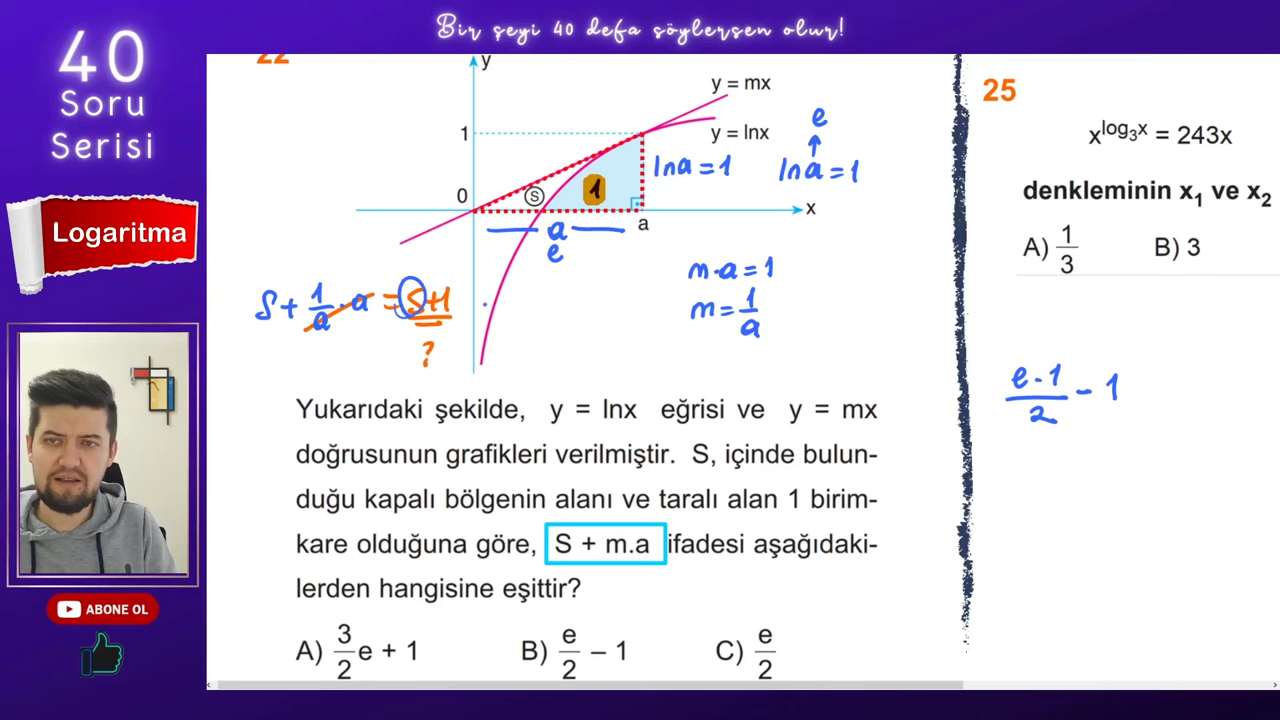 Bir şeyi 40 defa söylersen olur!
40
Soru
Serisi
Logaritma
ABONE OL
22
y
y = mx
1
y = lnx
e
lna = 1
lna = 1
S
1
0
x
a
a
e
m·a = 1
m = 1/a
S + 1/a · a = S+1
?
Yukarıdaki şekilde, y = lnx eğrisi ve y = mx
doğrusunun grafikleri verilmiştir. S, içinde bulun-
duğu kapalı bölgenin alanı ve taralı alan 1 birim-
kare olduğuna göre, S + m.a ifadesi aşağıdaki-
lerden hangisine eşittir?
A) 3/2 e + 1 B) e/2 – 1 C) e/2
25
x^log₃x = 243x
denkleminin x₁ ve x₂
A) 1/3 B) 3
e·1/2 - 1